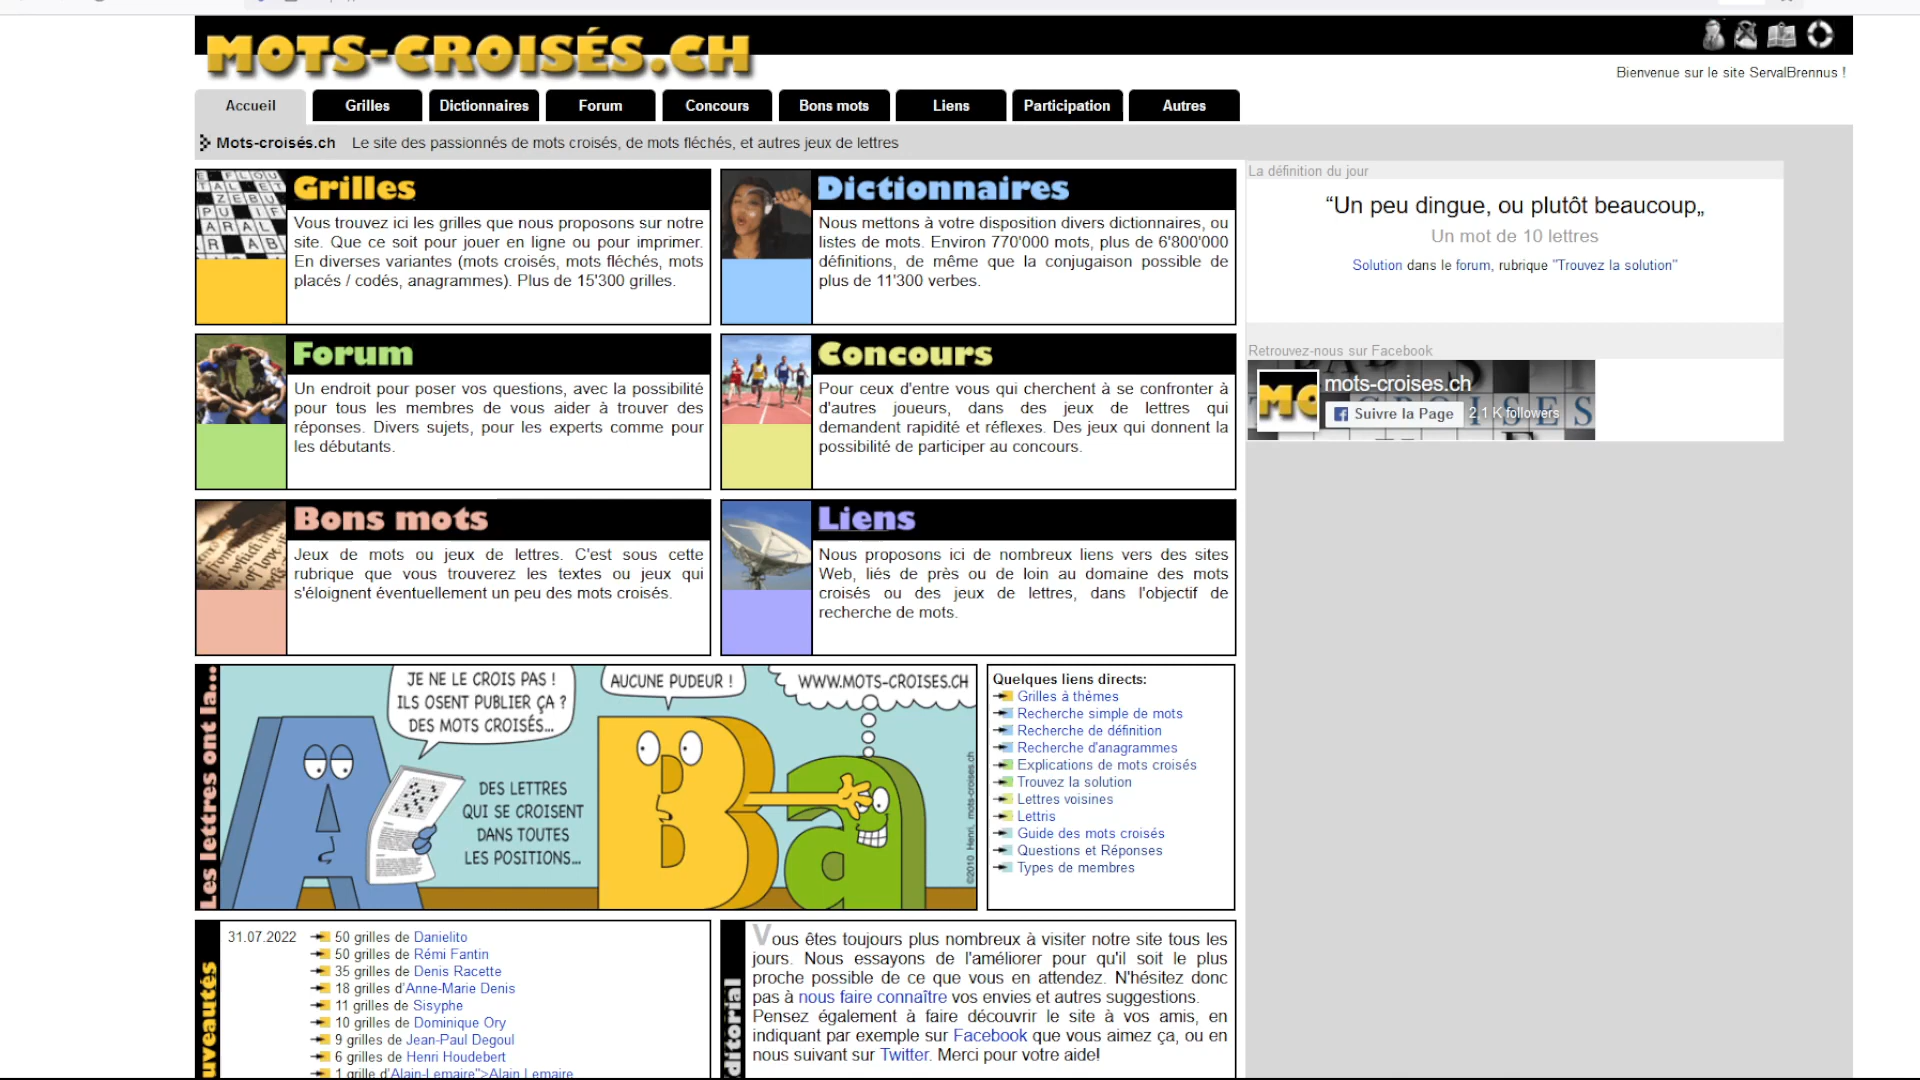 MOTS-CROISÉS.CH
Bienvenue sur le site ServalBrennus !
Accueil
Grilles
Dictionnaires
Forum
Concours
Bons mots
Liens
Participation
Autres
Mots-croisés.ch Le site des passionnés de mots croisés, de mots fléchés, et autres jeux de lettres
Grilles
Vous trouvez ici les grilles que nous proposons sur notre
site. Que ce soit pour jouer en ligne ou pour imprimer.
En diverses variantes (mots croisés, mots fléchés, mots
placés / codés, anagrammes). Plus de 15'300 grilles.
Dictionnaires
Nous mettons à votre disposition divers dictionnaires, ou
listes de mots. Environ 770'000 mots, plus de 6'800'000
définitions, de même que la conjugaison possible de
plus de 11'300 verbes.
La définition du jour
“Un peu dingue, ou plutôt beaucoup„
Un mot de 10 lettres
Solution dans le forum, rubrique "Trouvez la solution"
Forum
Un endroit pour poser vos questions, avec la possibilité
pour tous les membres de vous aider à trouver des
réponses. Divers sujets, pour les experts comme pour
les débutants.
Concours
Pour ceux d'entre vous qui cherchent à se confronter à
d'autres joueurs, dans des jeux de lettres qui
demandent rapidité et réflexes. Des jeux qui donnent la
possibilité de participer au concours.
Retrouvez-nous sur Facebook
mots-croises.ch
Suivre la Page
2,1 K followers
Bons mots
Jeux de mots ou jeux de lettres. C'est sous cette
rubrique que vous trouverez les textes ou jeux qui
s'éloignent éventuellement un peu des mots croisés.
Liens
Nous proposons ici de nombreux liens vers des sites
Web, liés de près ou de loin au domaine des mots
croisés ou des jeux de lettres, dans l'objectif de
recherche de mots.
Les lettres ont la...
JE NE LE CROIS PAS !
ILS OSENT PUBLIER ÇA ?
DES MOTS CROISÉS...
AUCUNE PUDEUR !
WWW.MOTS-CROISES.CH
DES LETTRES
QUI SE CROISENT
DANS TOUTES
LES POSITIONS...
©2010 Henri, mots-croises.ch
Quelques liens directs:
Grilles à thèmes
Recherche simple de mots
Recherche de définition
Recherche d'anagrammes
Explications de mots croisés
Trouvez la solution
Lettres voisines
Lettris
Guide des mots croisés
Questions et Réponses
Types de membres
31.07.2022
50 grilles de Danielito
50 grilles de Rémi Fantin
35 grilles de Denis Racette
18 grilles d'Anne-Marie Denis
11 grilles de Sisyphe
10 grilles de Dominique Ory
9 grilles de Jean-Paul Degoul
6 grilles de Henri Houdebert
1 grille d'Alain-Lemaire">Alain Lemaire
Vous êtes toujours plus nombreux à visiter notre site tous les
jours. Nous essayons de l'améliorer pour qu'il soit le plus
proche possible de ce que vous en attendez. N'hésitez donc
pas à nous faire connaître vos envies et autres suggestions.
Pensez également à faire découvrir le site à vos amis, en
indiquant par exemple sur Facebook que vous aimez ça, ou en
nous suivant sur Twitter. Merci pour votre aide!